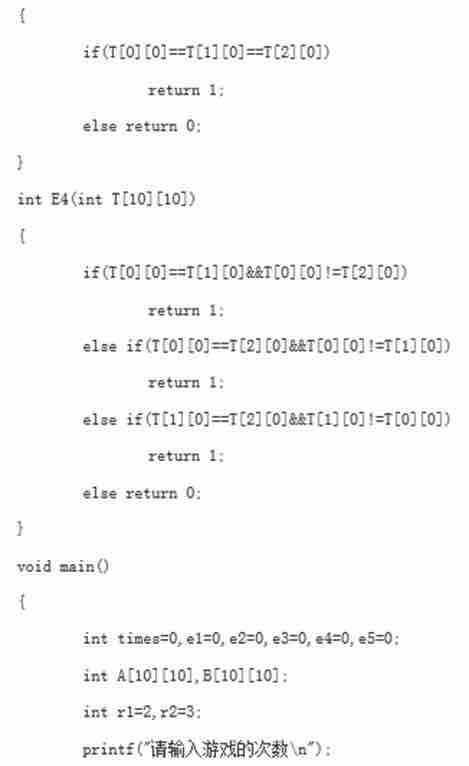 {
if(T[0][0]==T[1][0]==T[2][0])
return 1;
else return 0;
}
int E4(int T[10][10])
{
if(T[0][0]==T[1][0]&&T[0][0]!=T[2][0])
return 1;
else if(T[0][0]==T[2][0]&&T[0][0]!=T[1][0])
return 1;
else if(T[1][0]==T[2][0]&&T[1][0]!=T[0][0])
return 1;
else return 0;
}
void main()
{
int times=0,e1=0,e2=0,e3=0,e4=0,e5=0;
int A[10][10],B[10][10];
int r1=2,r2=3;
printf("请输入游戏的次数\n");